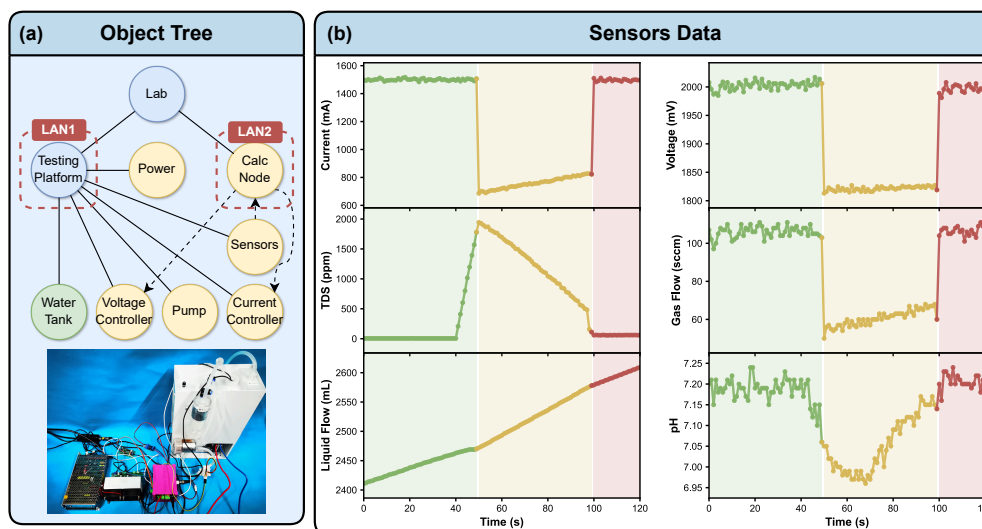 (a) Object Tree
Lab
LAN1
LAN2
Testing
Platform
Power
Calc
Node
Sensors
Water
Tank
Voltage
Controller
Pump
Current
Controller
(b) Sensors Data
Current (mA)
1600
1400
1200
1000
800
600
Voltage (mV)
2000
1950
1900
1850
1800
TDS (ppm)
2000
1500
1000
500
0
Gas Flow (sccm)
100
80
60
Liquid Flow (mL)
2600
2550
2500
2450
2400
0 20 40 60 80 100 120
Time (s)
pH
7.25
7.20
7.15
7.10
7.05
7.00
6.95
0 20 40 60 80 100 120
Time (s)